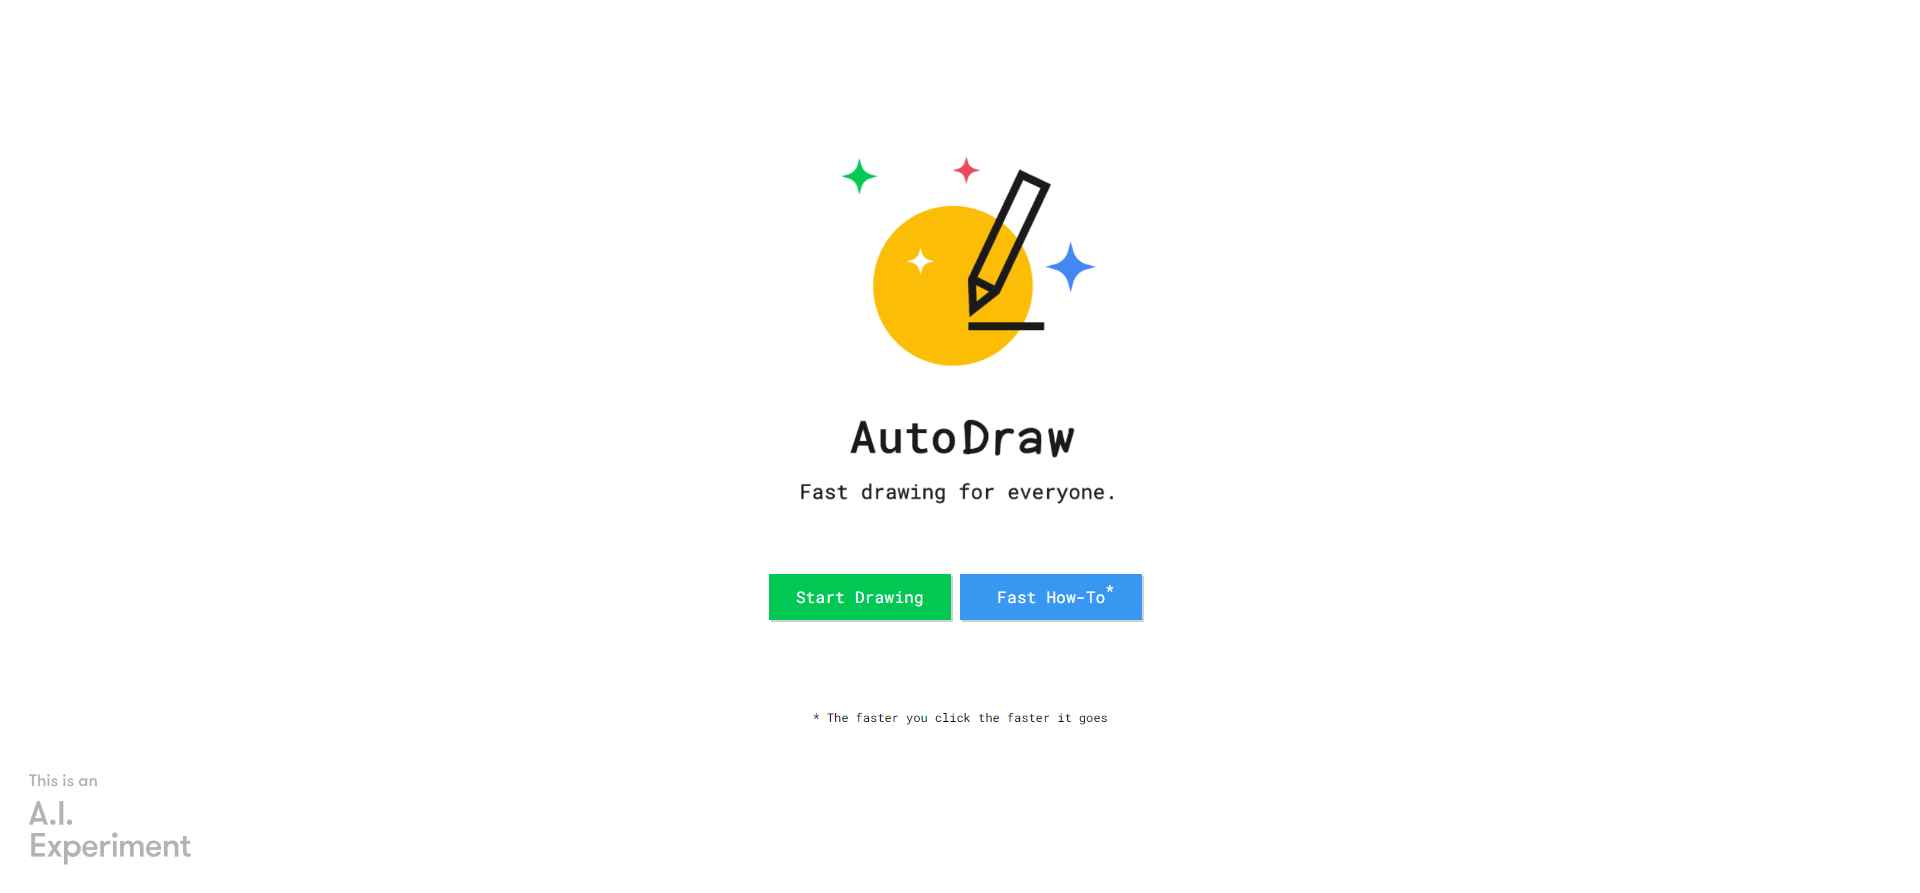 AutoDraw
Fast drawing for everyone.
Start Drawing
Fast How-To*
* The faster you click the faster it goes
This is an
A.I.
Experiment